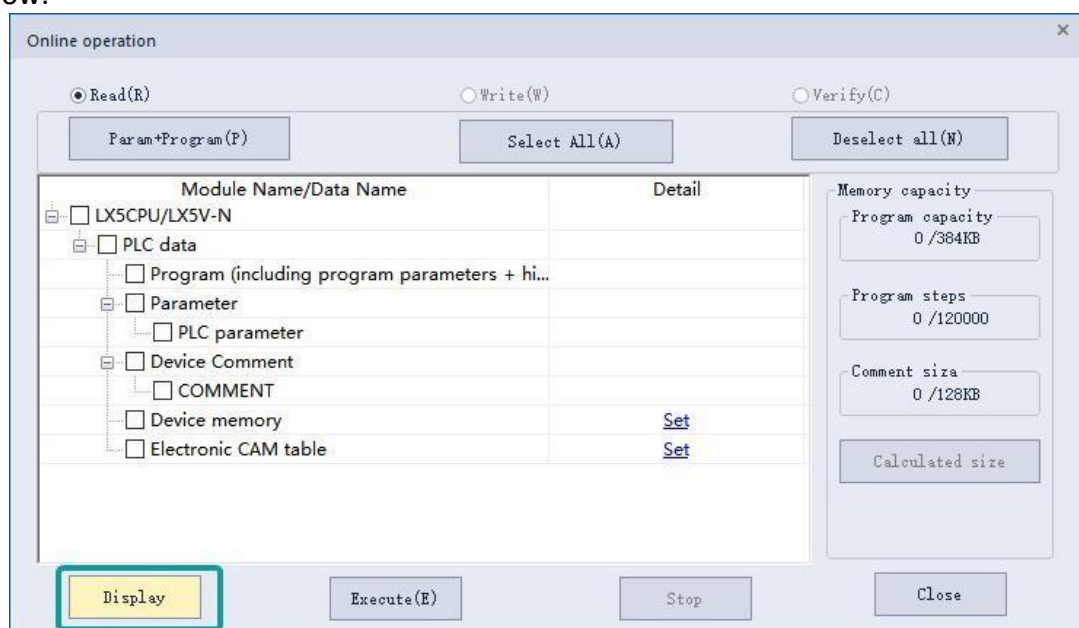 ow.
Online operation ×
Read(R) Write(W) Verify(C)
Param+Program(P) Select All(A) Deselect all(N)
Module Name/Data Name Detail
LX5CPU/LX5V-N
PLC data
Program (including program parameters + hi...
Parameter
PLC parameter
Device Comment
COMMENT
Device memory Set
Electronic CAM table Set
Memory capacity
Program capacity
0 /384KB
Program steps
0 /120000
Comment siza
0 /128KB
Calculated size
Display Execute(E) Stop Close